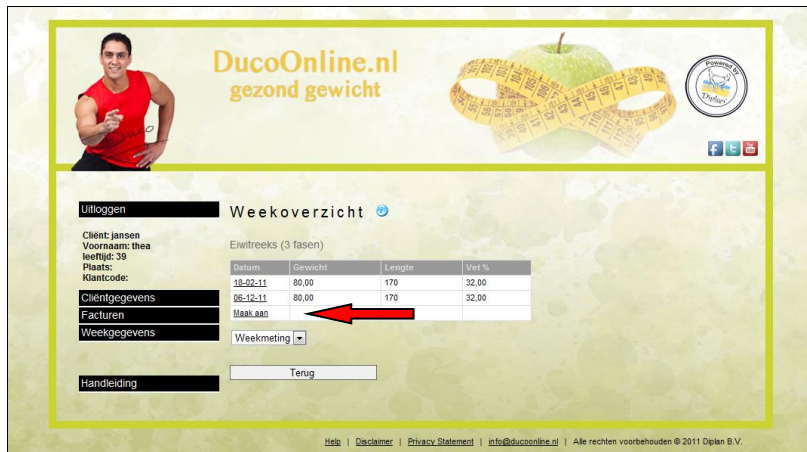 DucoOnline.nl
gezond gewicht
Powered by
Diplan
Duco
Uitloggen
Cliënt: jansen
Voornaam: thea
leeftijd: 39
Plaats:
Klantcode:
Cliëntgegevens
Facturen
Weekgegevens
Handleiding
Weekoverzicht
Eiwitreeks (3 fasen)
Datum Gewicht Lengte Vet %
18-02-11 80,00 170 32,00
06-12-11 80,00 170 32,00
Maak aan
Weekmeting
Terug
Help | Disclaimer | Privacy Statement | info@ducoonline.nl | Alle rechten voorbehouden © 2011 Diplan B.V.